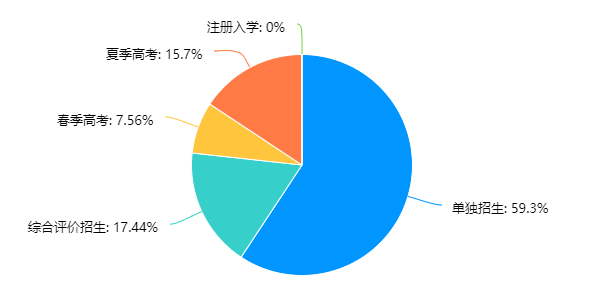 注册入学: 0%
夏季高考: 15.7%
春季高考: 7.56%
单独招生: 59.3%
综合评价招生: 17.44%